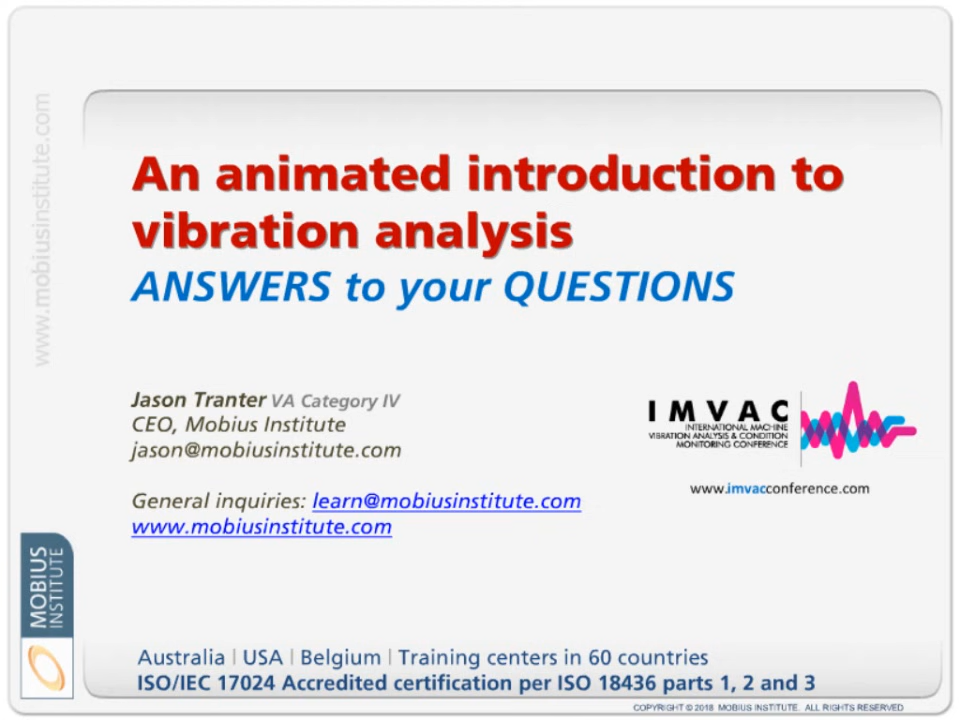 www.mobiusinstitute.com
An animated introduction to
vibration analysis
ANSWERS to your QUESTIONS
Jason Tranter VA Category IV
CEO, Mobius Institute
jason@mobiusinstitute.com
General inquiries: learn@mobiusinstitute.com
www.mobiusinstitute.com
IMVAC
INTERNATIONAL MACHINE
VIBRATION ANALYSIS & CONDITION
MONITORING CONFERENCE
www.imvacconference.com
MOBIUS
INSTITUTE
Australia | USA | Belgium | Training centers in 60 countries
ISO/IEC 17024 Accredited certification per ISO 18436 parts 1, 2 and 3
COPYRIGHT © 2018 MOBIUS INSTITUTE. ALL RIGHTS RESERVED